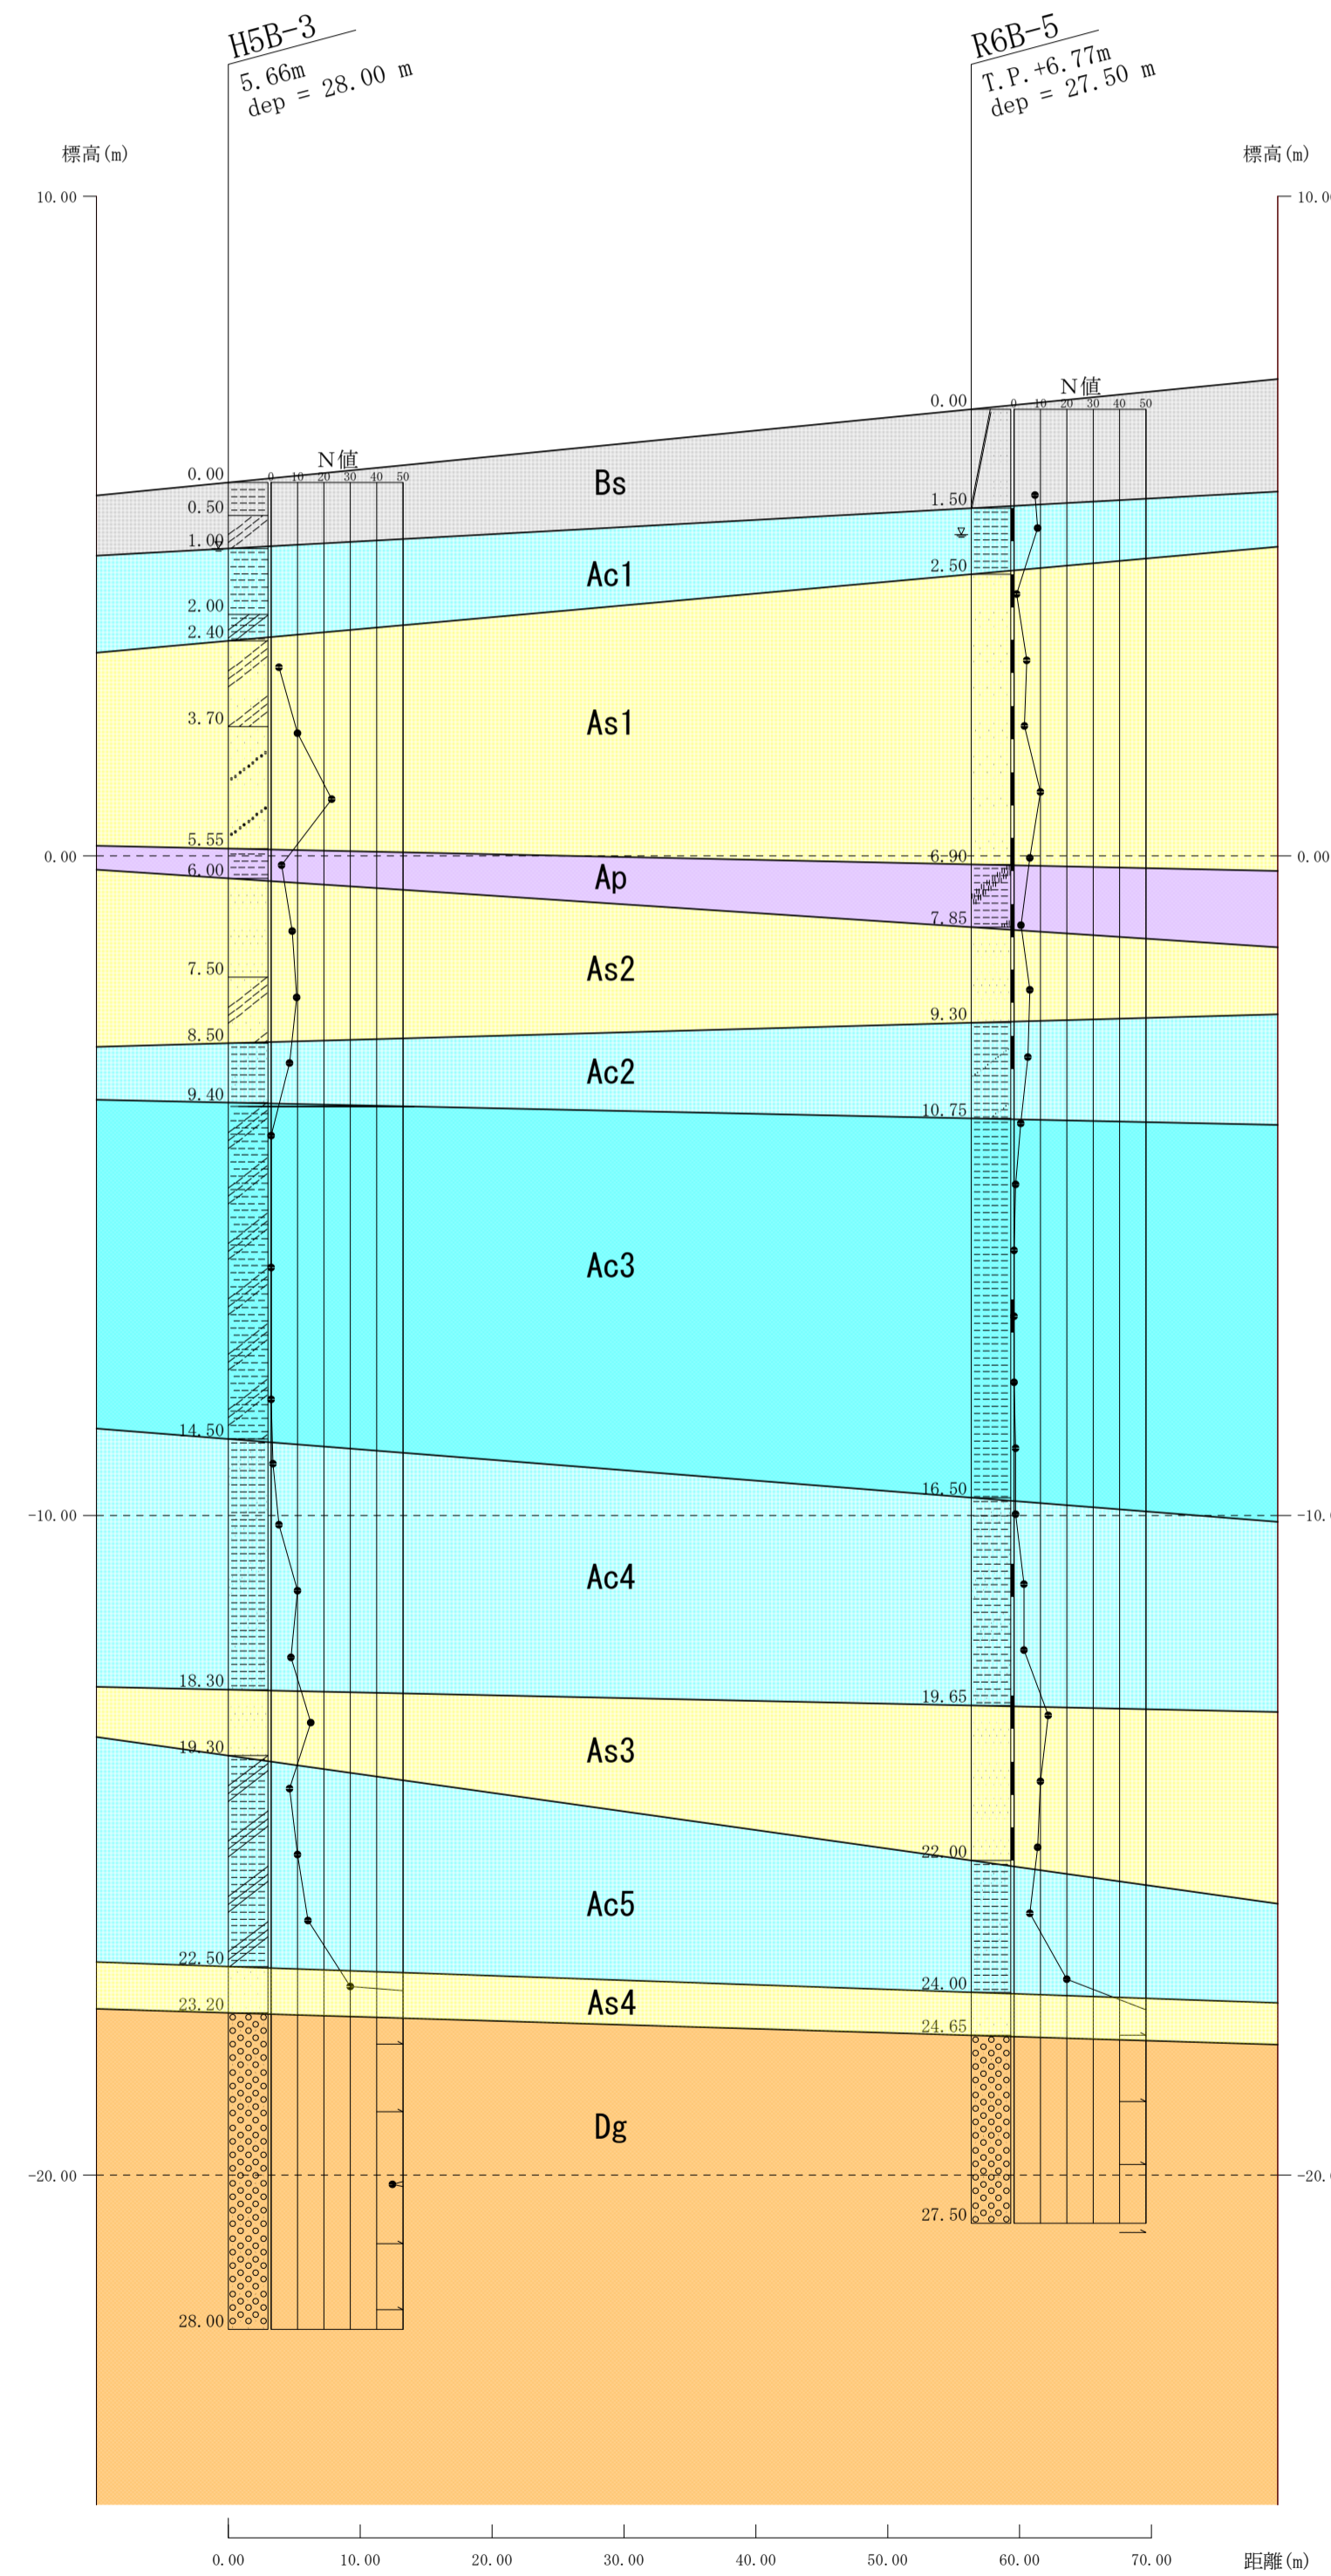 H5B-3
5.66m
dep = 28.00 m
R6B-5
T.P.+6.77m
dep = 27.50 m
標高(m)
標高(m)
10.00
10.00
0.00
0.00
-10.00
-10.0
-20.00
-20.0
N値
0 10 20 30 40 50
0.00
0.50
1.00
2.00
2.40
3.70
5.55
6.00
7.50
8.50
9.40
14.50
18.30
19.30
22.50
23.20
28.00
Bs
Ac1
As1
Ap
As2
Ac2
Ac3
Ac4
As3
Ac5
As4
Dg
N値
0 10 20 30 40 50
0.00
1.50
2.50
6.90
7.85
9.30
10.75
16.50
19.65
22.00
24.00
24.65
27.50
0.00 10.00 20.00 30.00 40.00 50.00 60.00 70.00 距離(m)